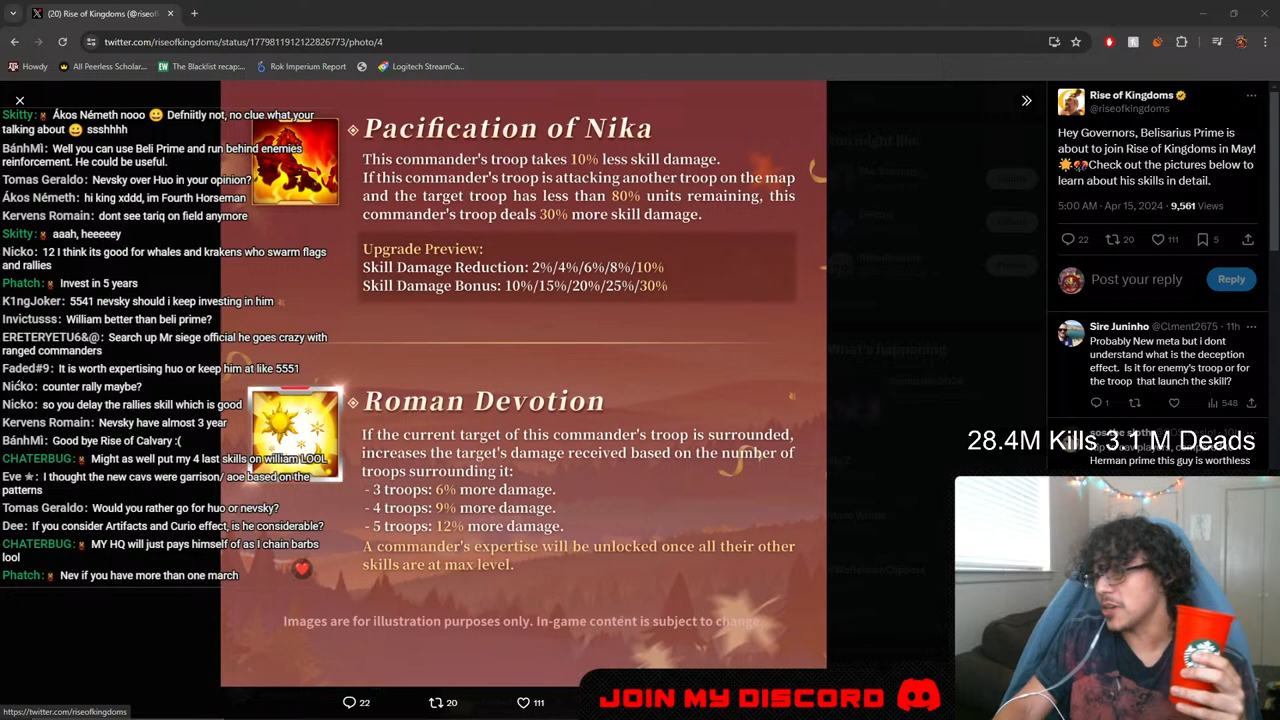 (20) Rise of Kingdoms (@riseof
twitter.com/riseofkingdoms/status/1779811912122826773/photo/4
Howdy
All Peerless Scholar...
The Blacklist recap:...
Rok Imperium Report
Logitech StreamCa...
Skitty: Ákos Németh nooo 😀 Defniitly not, no clue what your
talking about 😀 ssshhhh
BánhMì: Well you can use Beli Prime and run behind enemies
reinforcement. He could be useful.
Tomas Geraldo: Nevsky over Huo in your opinion?
Ákos Németh: hi king xddd, im Fourth Horseman
Kervens Romain: dont see tariq on field anymore
Skitty: aaah, heeeeey
Nicko: 12 I think its good for whales and krakens who swarm flags
and rallies
Phatch: Invest in 5 years
K1ngJoker: 5541 nevsky should i keep investing in him
Invictusss: William better than beli prime?
ERETERYETU6&@: Search up Mr siege official he goes crazy with
ranged commanders
Faded#9: It is worth expertising huo or keep him at like 5551
Nicko: counter rally maybe?
Nicko: so you delay the rallies skill which is good
Kervens Romain: Nevsky have almost 3 year
BánhMì: Good bye Rise of Calvary :(
CHATERBUG: Might as well put my 4 last skills on william LOOL
Eve ★: I thought the new cavs were garrison/ aoe based on the
patterns
Tomas Geraldo: Would you rather go for huo or nevsky?
Dee: If you consider Artifacts and Curio effect, is he considerable?
CHATERBUG: MY HQ will just pays himself of as I chain barbs
lool
Phatch: Nev if you have more than one march
https://twitter.com/riseofkingdoms
Pacification of Nika
This commander's troop takes 10% less skill damage.
If this commander's troop is attacking another troop on the map
and the target troop has less than 80% units remaining, this
commander's troop deals 30% more skill damage.
Upgrade Preview:
Skill Damage Reduction: 2%/4%/6%/8%/10%
Skill Damage Bonus: 10%/15%/20%/25%/30%
Roman Devotion
If the current target of this commander's troop is surrounded,
increases the target's damage received based on the number of
troops surrounding it:
- 3 troops: 6% more damage.
- 4 troops: 9% more damage.
- 5 troops: 12% more damage.
A commander's expertise will be unlocked once all their other
skills are at max level.
Images are for illustration purposes only. In-game content is subject to change.
22
20
111
JOIN MY DISCORD
Rise of Kingdoms
@riseofkingdoms
Hey Governors, Belisarius Prime is
about to join Rise of Kingdoms in May!
☀️🍁Check out the pictures below to
learn about his skills in detail.
5:00 AM · Apr 15, 2024 · 9,561 Views
22
20
111
5
Post your reply
Reply
Sire Juninho @Clment2675 · 11h
Probably New meta but i dont
understand what is the deception
effect. Is it for enemy's troop or for
the troop that launch the skill?
1
548
28.4M Kills 3.1 M Deads
Herman prime this guy is worthless